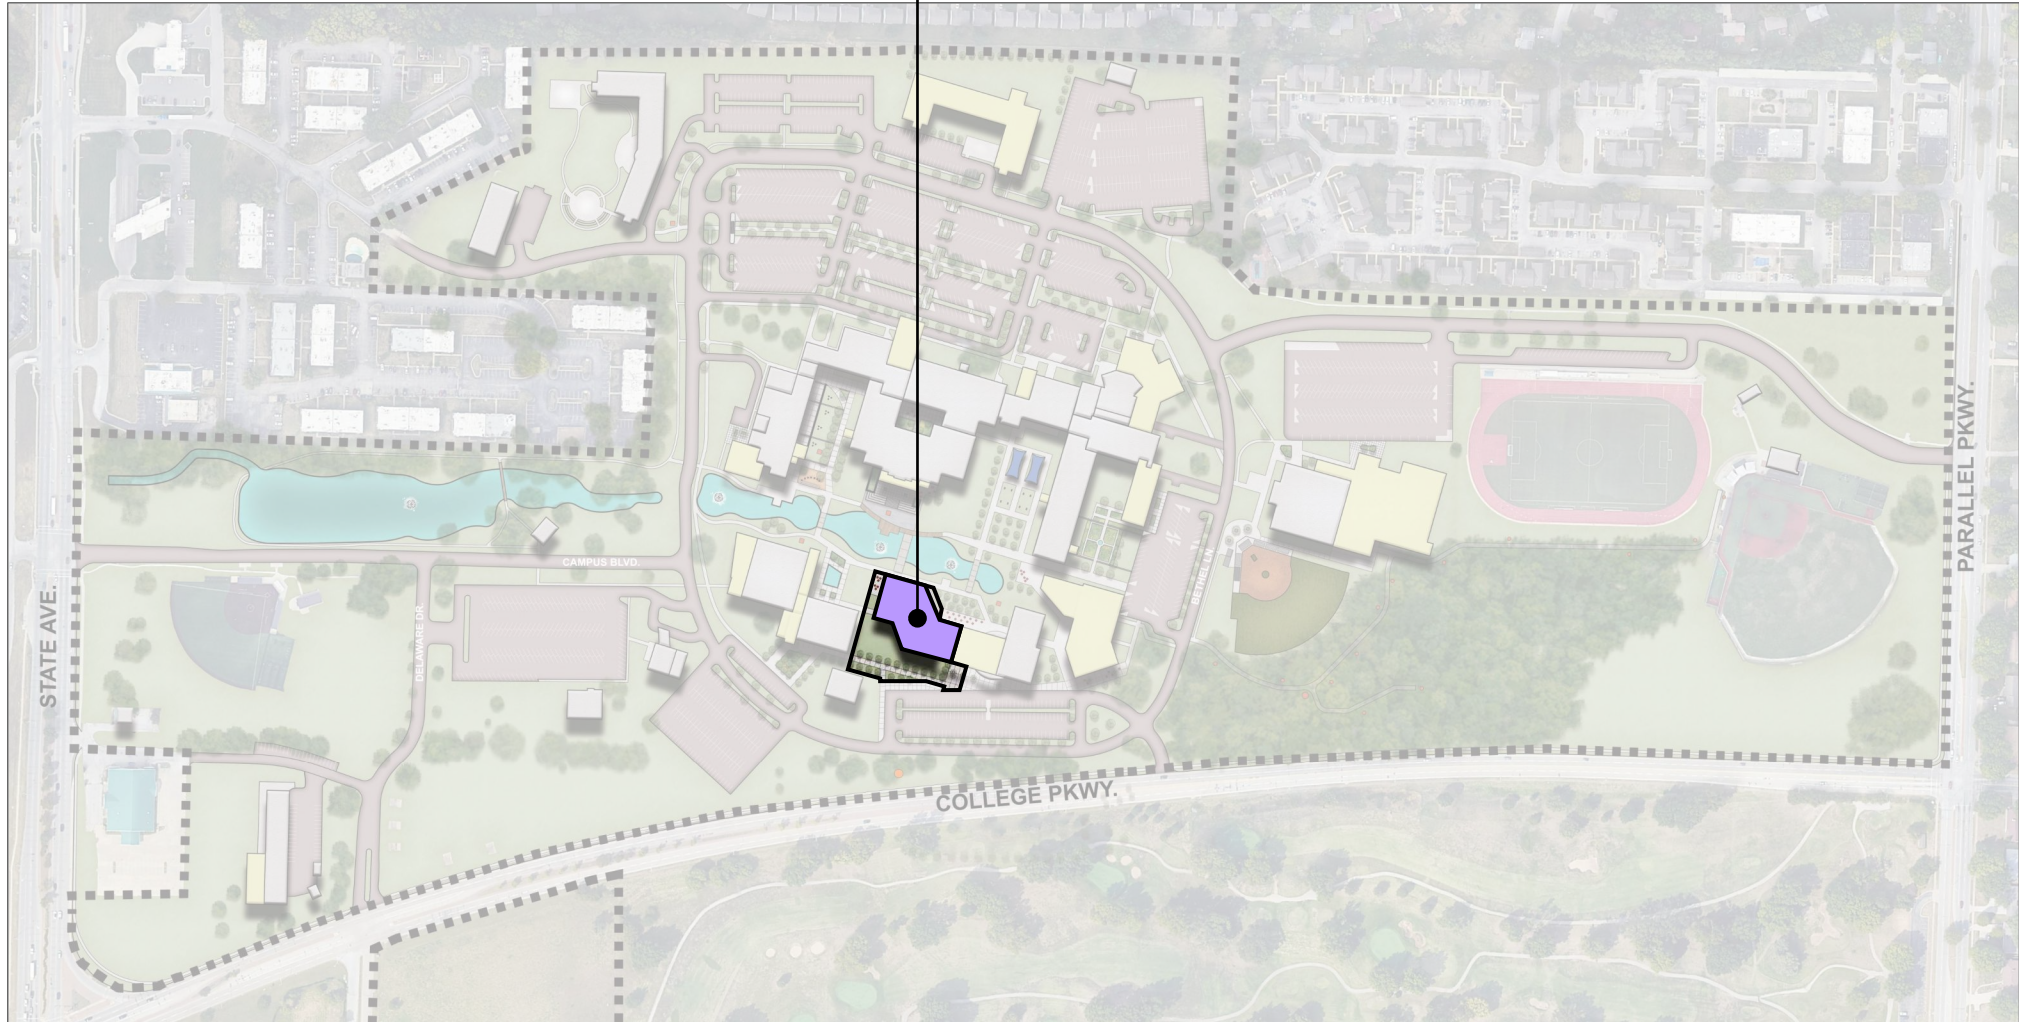 STATE AVE.
CAMPUS BLVD.
DELAWARE DR
BETHEL LN
COLLEGE PKWY.
PARALLEL PKWY.